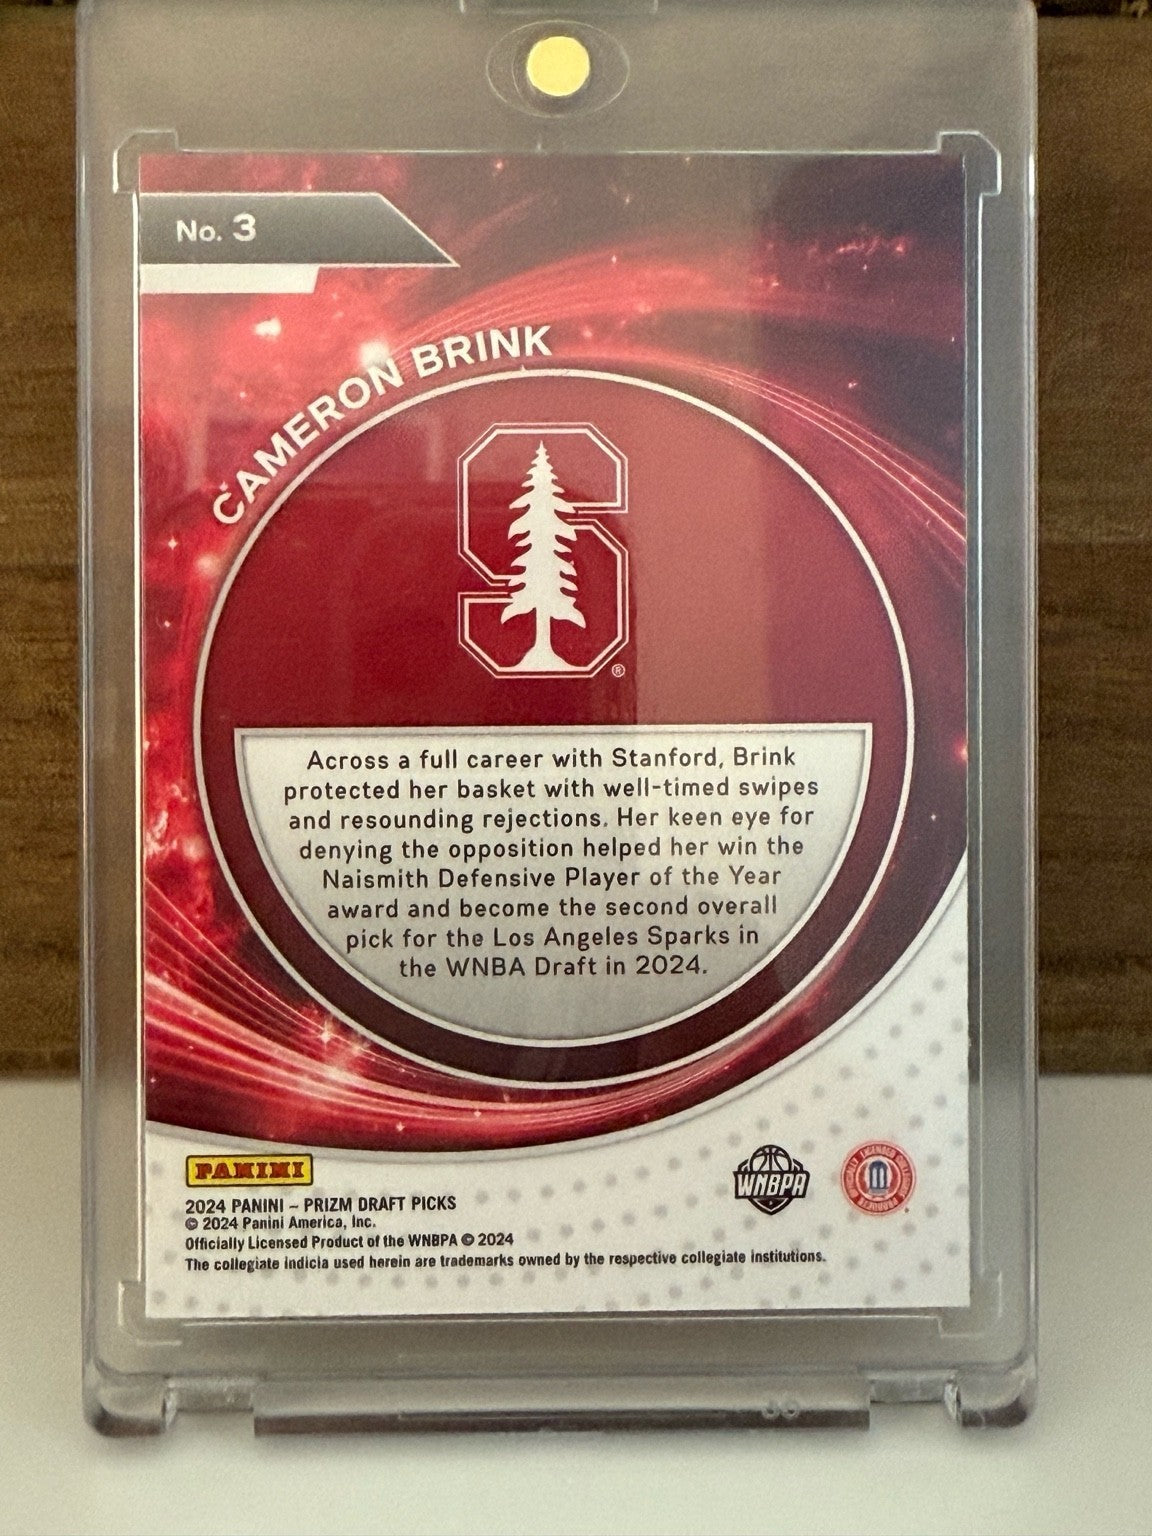 No. 3
CAMERON BRINK
S
®
Across a full career with Stanford, Brink
protected her basket with well-timed swipes
and resounding rejections. Her keen eye for
denying the opposition helped her win the
Naismith Defensive Player of the Year
award and become the second overall
pick for the Los Angeles Sparks in
the WNBA Draft in 2024.
PANINI
WNBPA
OFFICIALLY LICENSED COLLEGIATE PRODUCTS
2024 PANINI – PRIZM DRAFT PICKS
© 2024 Panini America, Inc.
Officially Licensed Product of the WNBPA © 2024
The collegiate indicia used herein are trademarks owned by the respective collegiate institutions.